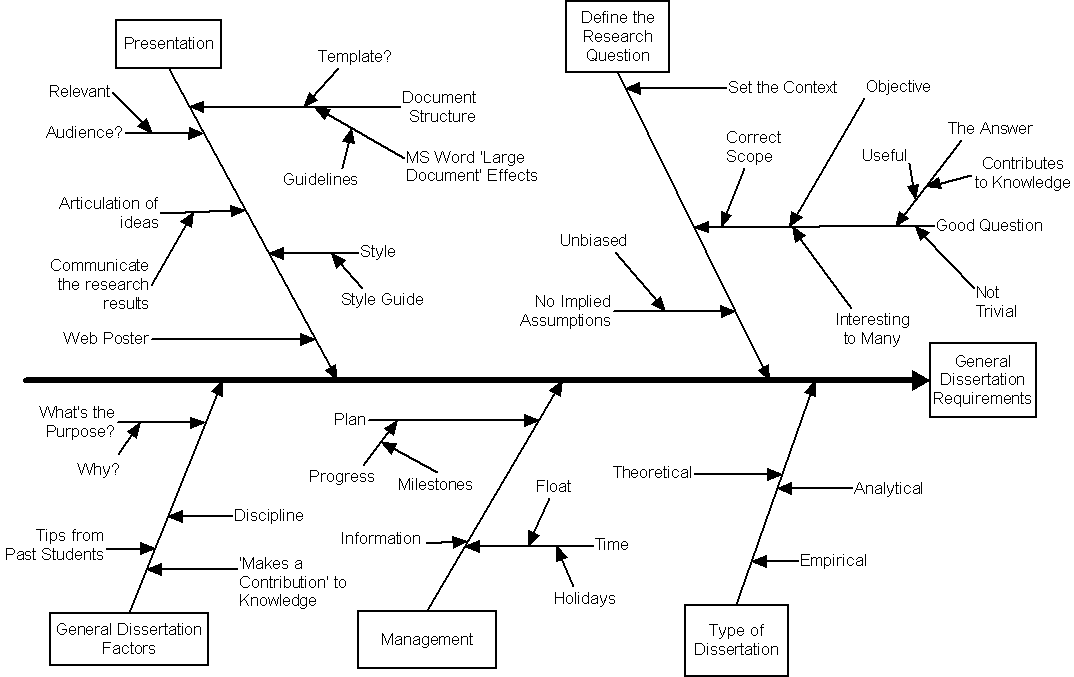 Presentation
Define the
Research
Question
Template?
Relevant
Document
Structure
Audience?
MS Word 'Large
Document' Effects
Guidelines
Articulation of
ideas
Communicate
the research
results
Style
Style Guide
Web Poster
Set the Context
Objective
Correct
Scope
The Answer
Useful
Contributes
to Knowledge
Good Question
Unbiased
No Implied
Assumptions
Not
Trivial
Interesting
to Many
General
Dissertation
Requirements
What's the
Purpose?
Why?
Discipline
Tips from
Past Students
'Makes a
Contribution' to
Knowledge
General Dissertation
Factors
Plan
Progress
Milestones
Float
Information
Time
Holidays
Management
Theoretical
Analytical
Empirical
Type of
Dissertation